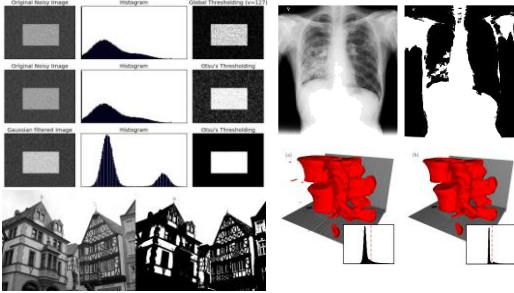 Original Noisy Image Histogram Global Thresholding (v=127)
Original Noisy Image Histogram Otsu's Thresholding
Gaussian filtered Image Histogram Otsu's Thresholding
(a) (b)